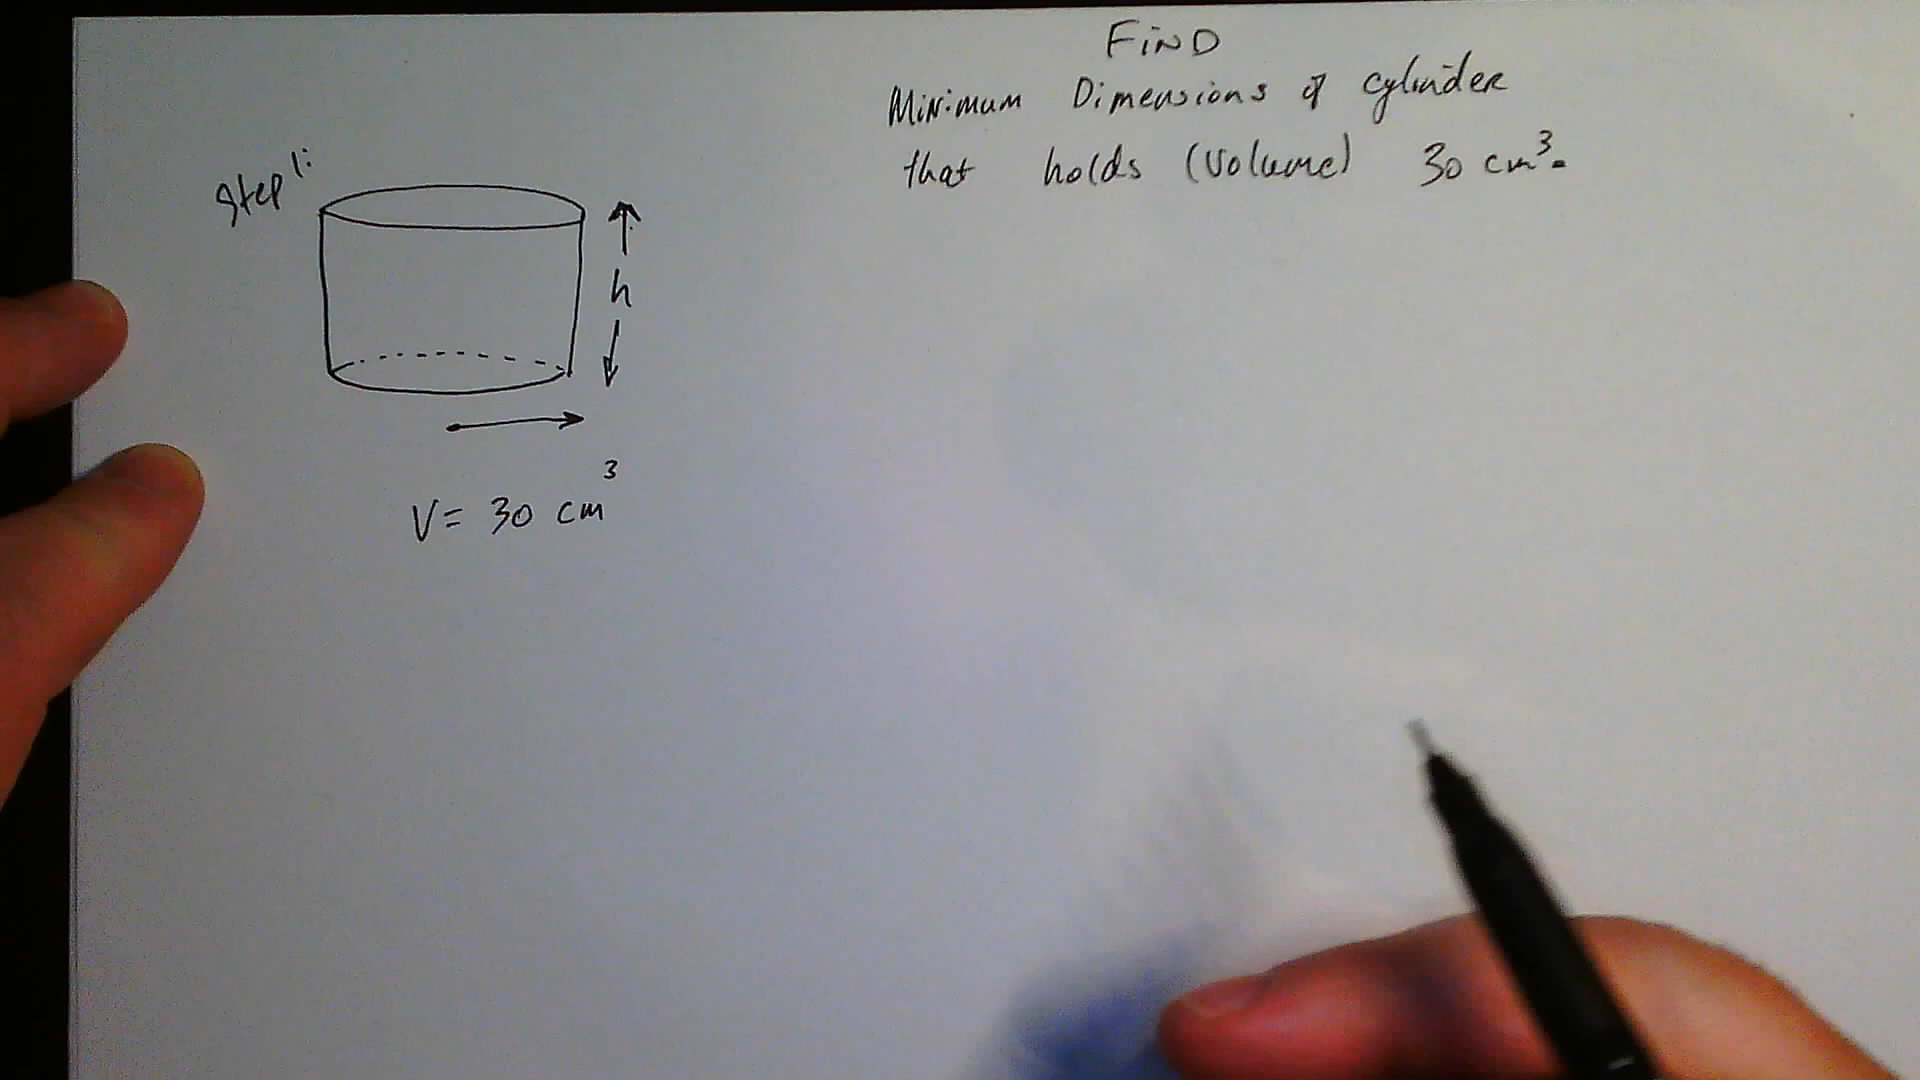 FiND
Minimum Dimensions of cylinder
that holds (Volume) 30 cm³.
Step 1:
h
V= 30 cm³